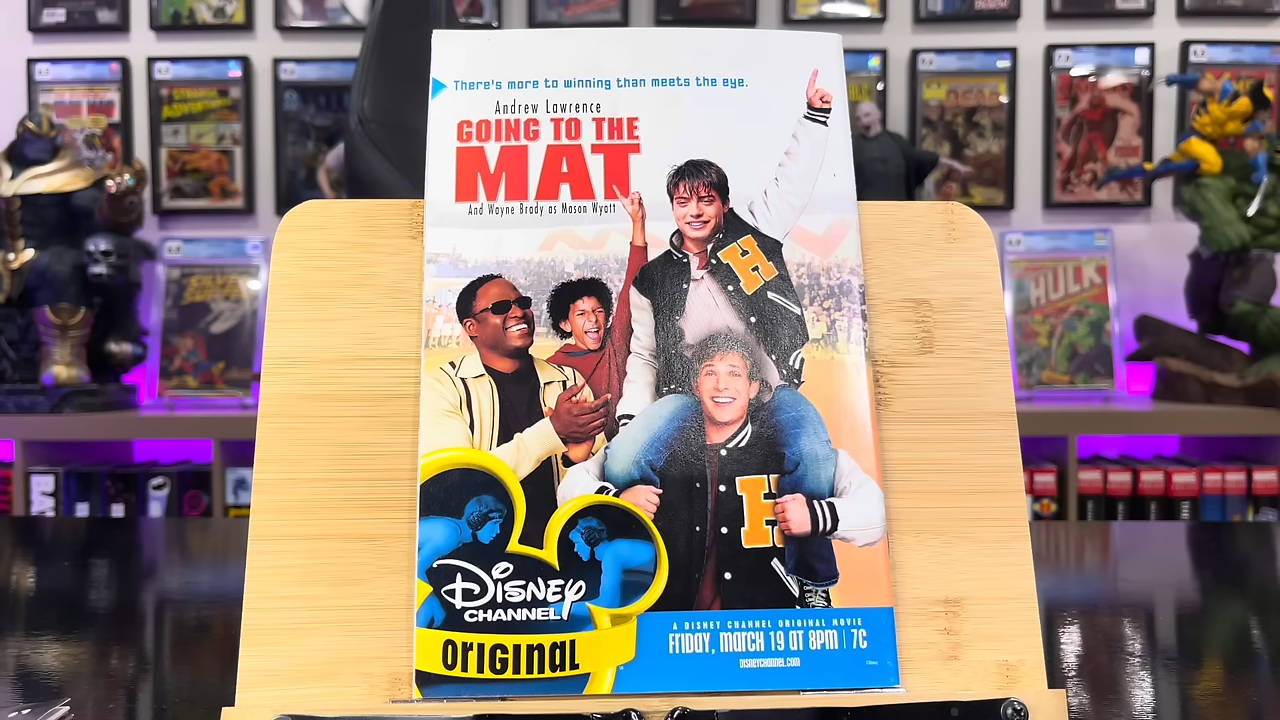 There's more to winning than meets the eye.
Andrew Lawrence
GOING TO THE
MAT
And Wayne Brady as Mason Wyatt
H
H
DISNEY
CHANNEL
ORIGINAL
A DISNEY CHANNEL ORIGINAL MOVIE
FRIDAY, MARCH 19 AT 8PM | 7C
DISNEYCHANNEL.COM
HULK